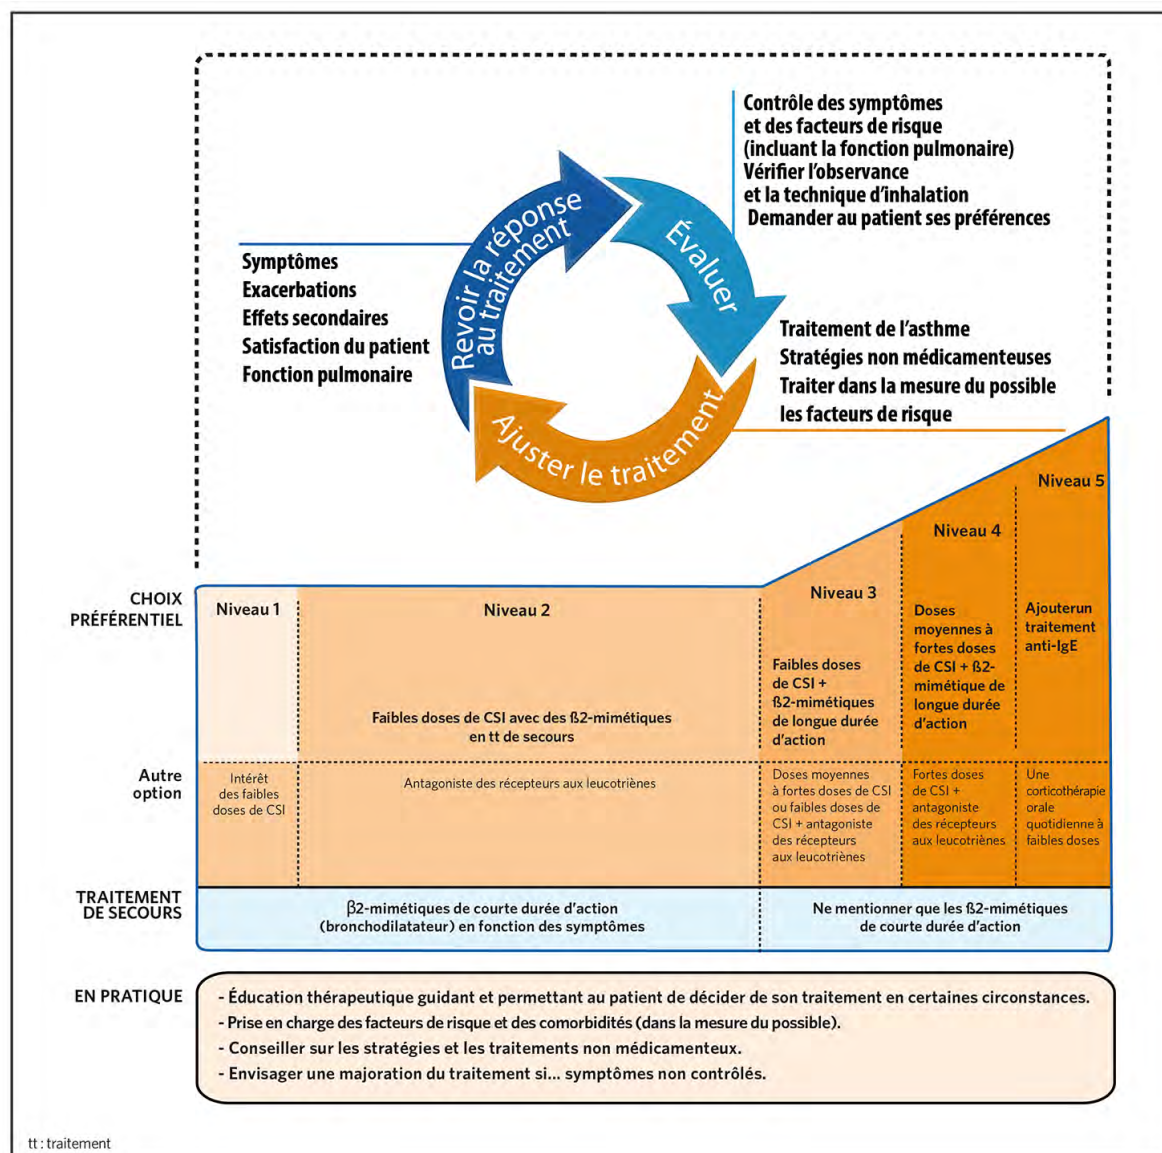 Contrôle des symptômes
et des facteurs de risque
(incluant la fonction pulmonaire)
Vérifier l'observance
et la technique d'inhalation
Demander au patient ses préférences
Revoir la réponse
au traitement
Évaluer
Ajuster le traitement
Symptômes
Exacerbations
Effets secondaires
Satisfaction du patient
Fonction pulmonaire
Traitement de l'asthme
Stratégies non médicamenteuses
Traiter dans la mesure du possible
les facteurs de risque
CHOIX
PRÉFÉRENTIEL
Niveau 1
Niveau 2
Faibles doses de CSI avec des ß2-mimétiques
en tt de secours
Niveau 3
Faibles doses
de CSI +
ß2-mimétiques
de longue durée
d'action
Niveau 4
Doses
moyennes à
fortes doses
de CSI + ß2-
mimétique de
longue durée
d'action
Niveau 5
Ajouterun
traitement
anti-IgE
Autre
option
Intérêt
des faibles
doses de CSI
Antagoniste des récepteurs aux leucotriènes
Doses moyennes
à fortes doses de CSI
ou faibles doses de
CSI + antagoniste
des récepteurs
aux leucotriènes
Fortes doses
de CSI +
antagoniste
des récepteurs
aux leucotriènes
Une
corticothérapie
orale
quotidienne à
faibles doses
TRAITEMENT
DE SECOURS
β2-mimétiques de courte durée d'action
(bronchodilatateur) en fonction des symptômes
Ne mentionner que les ß2-mimétiques
de courte durée d'action
EN PRATIQUE
- Éducation thérapeutique guidant et permettant au patient de décider de son traitement en certaines circonstances.
- Prise en charge des facteurs de risque et des comorbidités (dans la mesure du possible).
- Conseiller sur les stratégies et les traitements non médicamenteux.
- Envisager une majoration du traitement si... symptômes non contrôlés.
tt : traitement